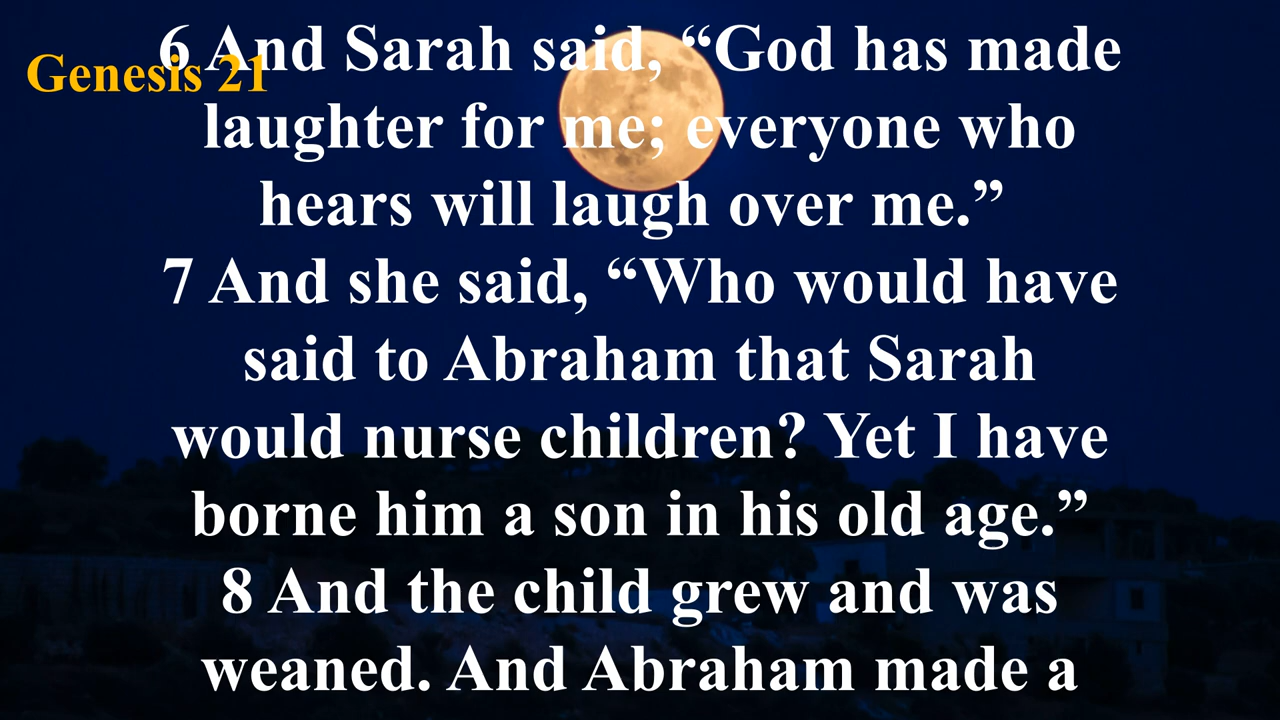 6 And Sarah said, “God has made
Genesis 21
laughter for me; everyone who
hears will laugh over me.”
7 And she said, “Who would have
said to Abraham that Sarah
would nurse children? Yet I have
borne him a son in his old age.”
8 And the child grew and was
weaned. And Abraham made a